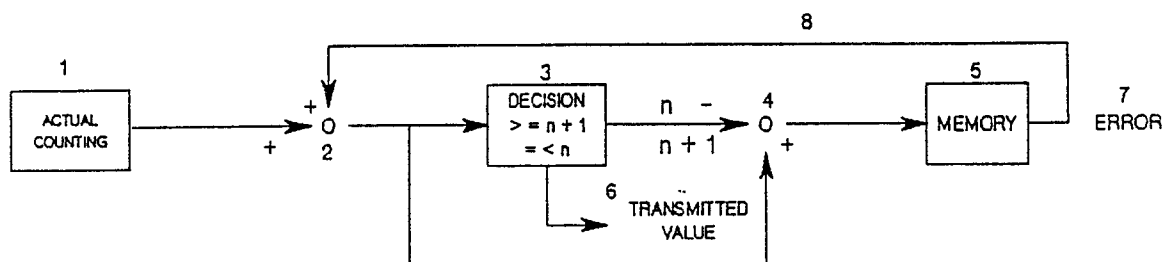 8
1
ACTUAL
COUNTING
+
+
2
3
DECISION
> = n + 1
= < n
n -
n + 1
4
+
5
MEMORY
7
ERROR
6
TRANSMITTED
VALUE